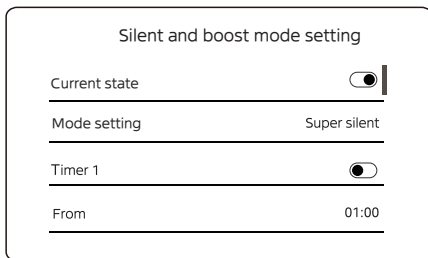 Silent and boost mode setting
Current state
Mode setting Super silent
Timer 1
From 01:00